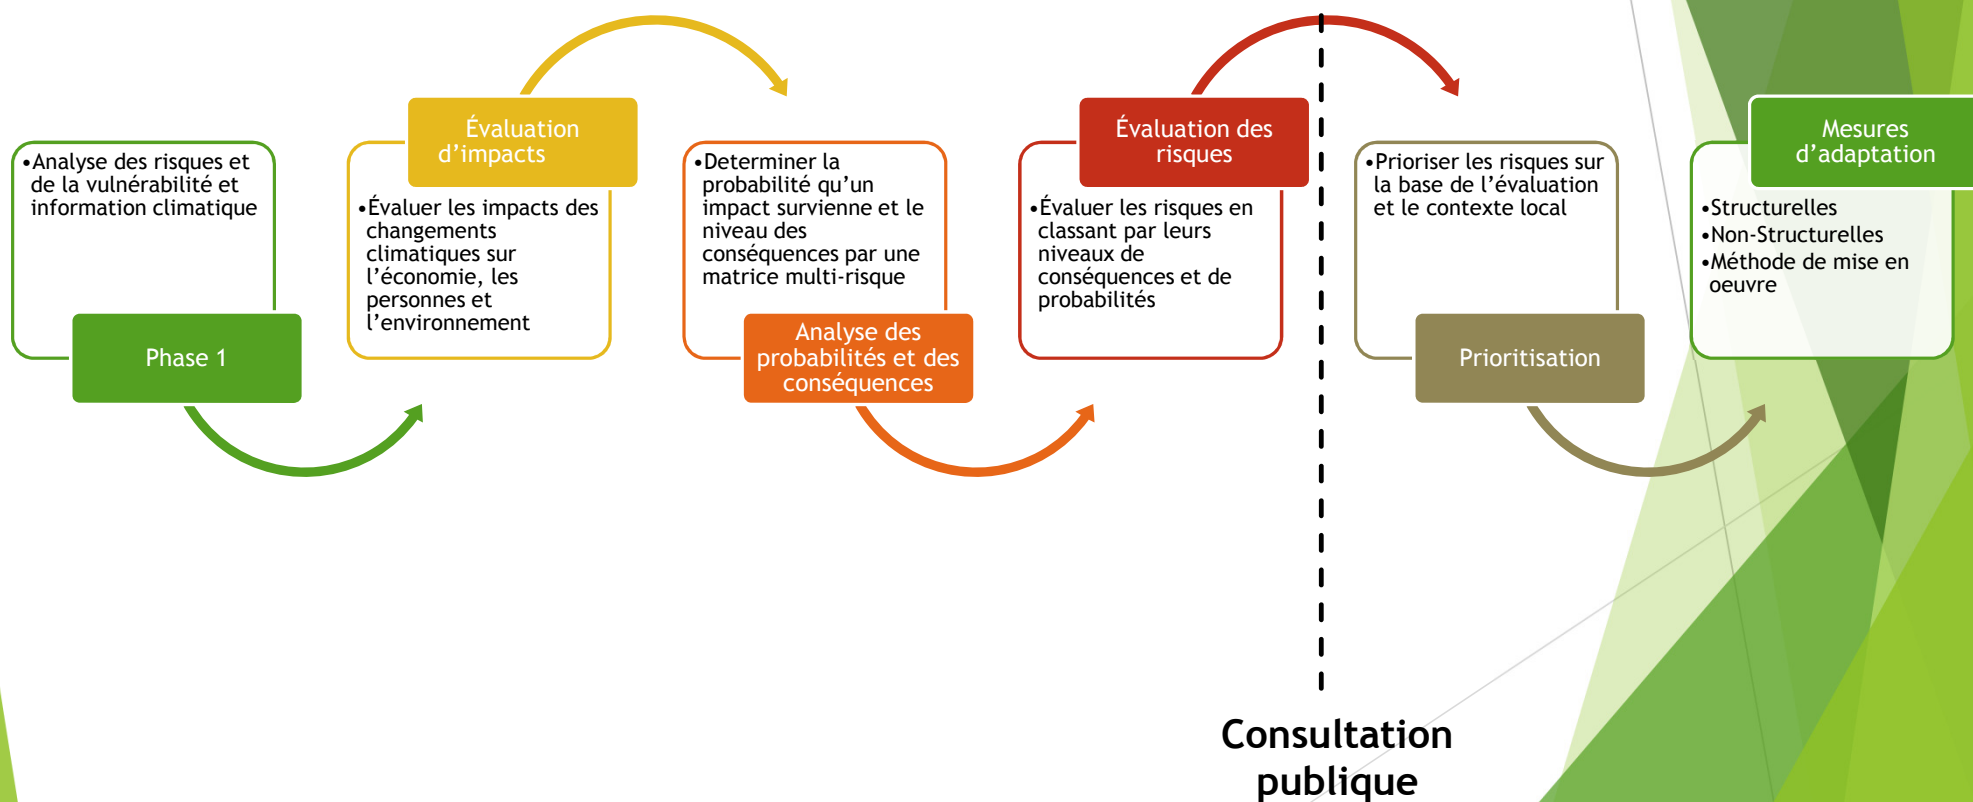 •Analyse des risques et
de la vulnérabilité et
information climatique
Phase 1
Évaluation
d’impacts
•Évaluer les impacts des
changements
climatiques sur
l’économie, les
personnes et
l’environnement
•Determiner la
probabilité qu’un
impact survienne et le
niveau des
conséquences par une
matrice multi-risque
Analyse des
probabilités et des
conséquences
Évaluation des
risques
•Évaluer les risques en
classant par leurs
niveaux de
conséquences et de
probabilités
•Prioriser les risques sur
la base de l’évaluation
et le contexte local
Prioritisation
Mesures
d’adaptation
•Structurelles
•Non-Structurelles
•Méthode de mise en
oeuvre
Consultation
publique